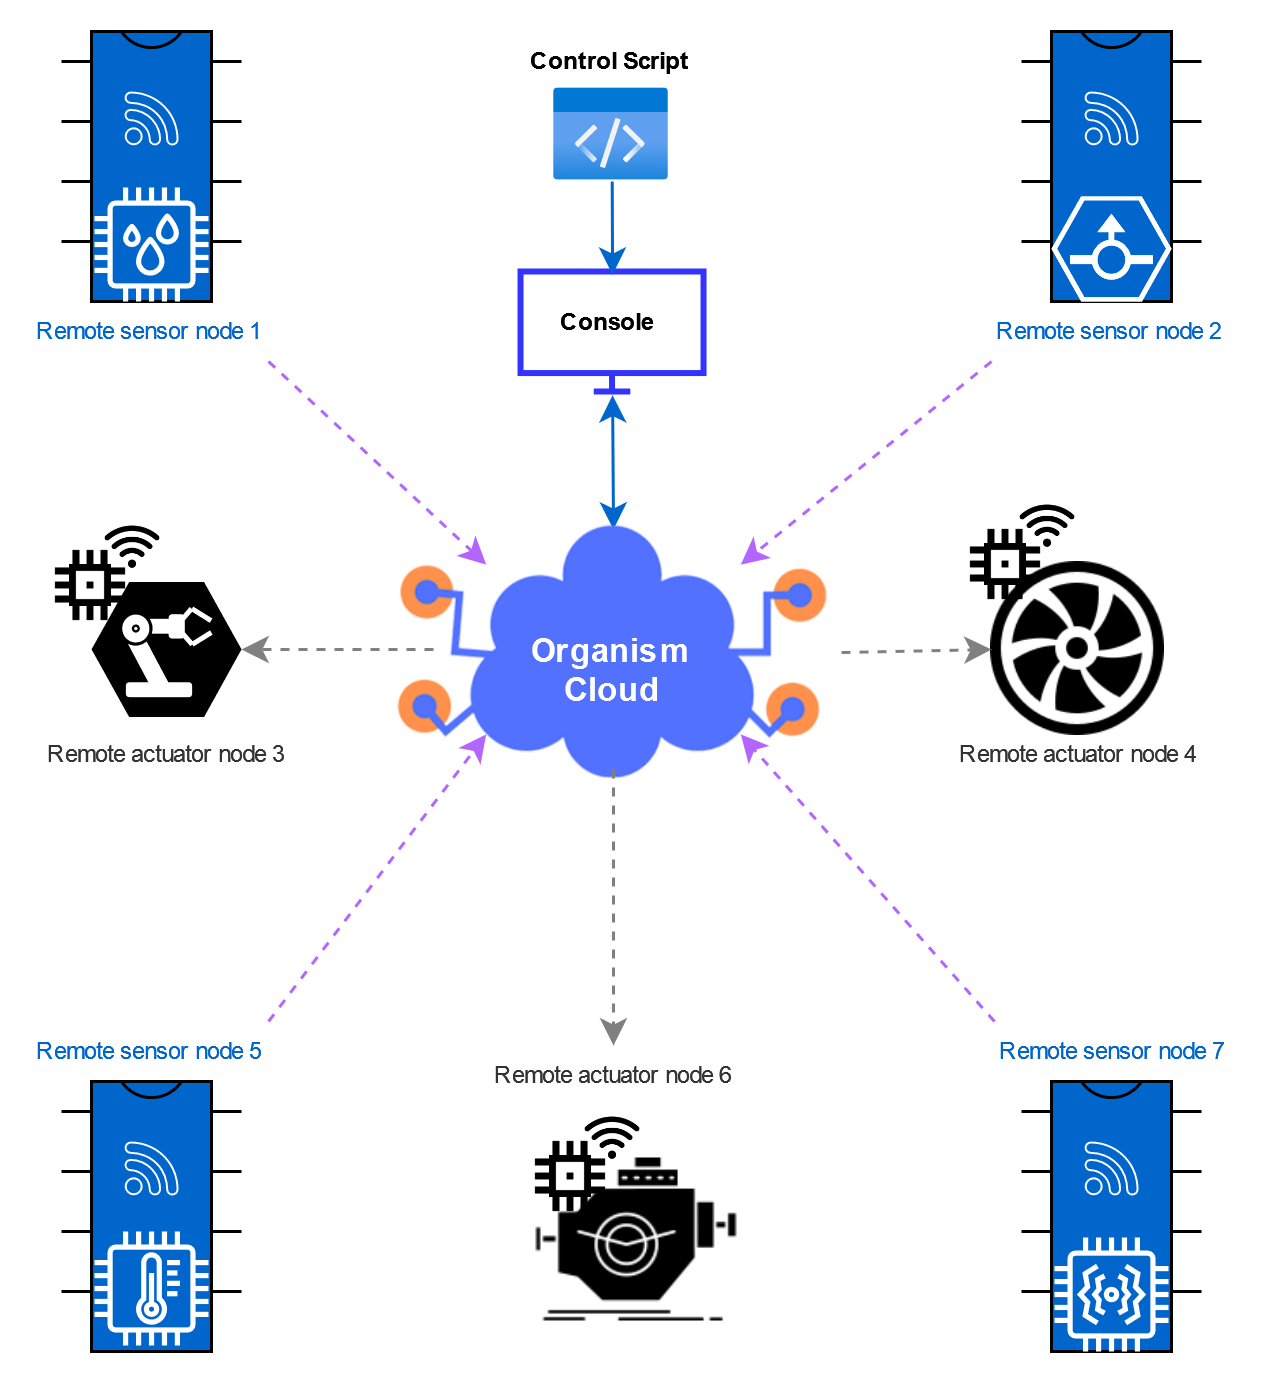 Control Script
Remote sensor node 1
Console
Remote sensor node 2
Organism
Cloud
Remote actuator node 3
Remote actuator node 4
Remote sensor node 5
Remote actuator node 6
Remote sensor node 7